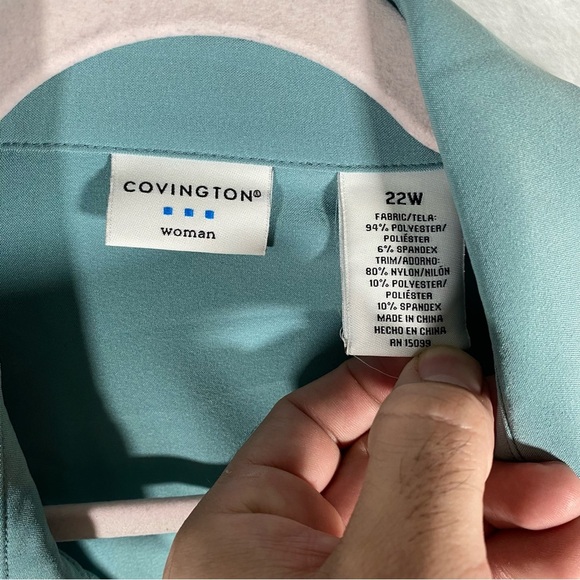 COVINGTON®
woman
22W
FABRIC/TELA:
94% POLYESTER/
POLIÉSTER
6% SPANDEX
TRIM/ADORNO:
80% NYLON/NILÓN
10% POLYESTER/
POLIÉSTER
10% SPANDEX
MADE IN CHINA
HECHO EN CHINA
RN 15099